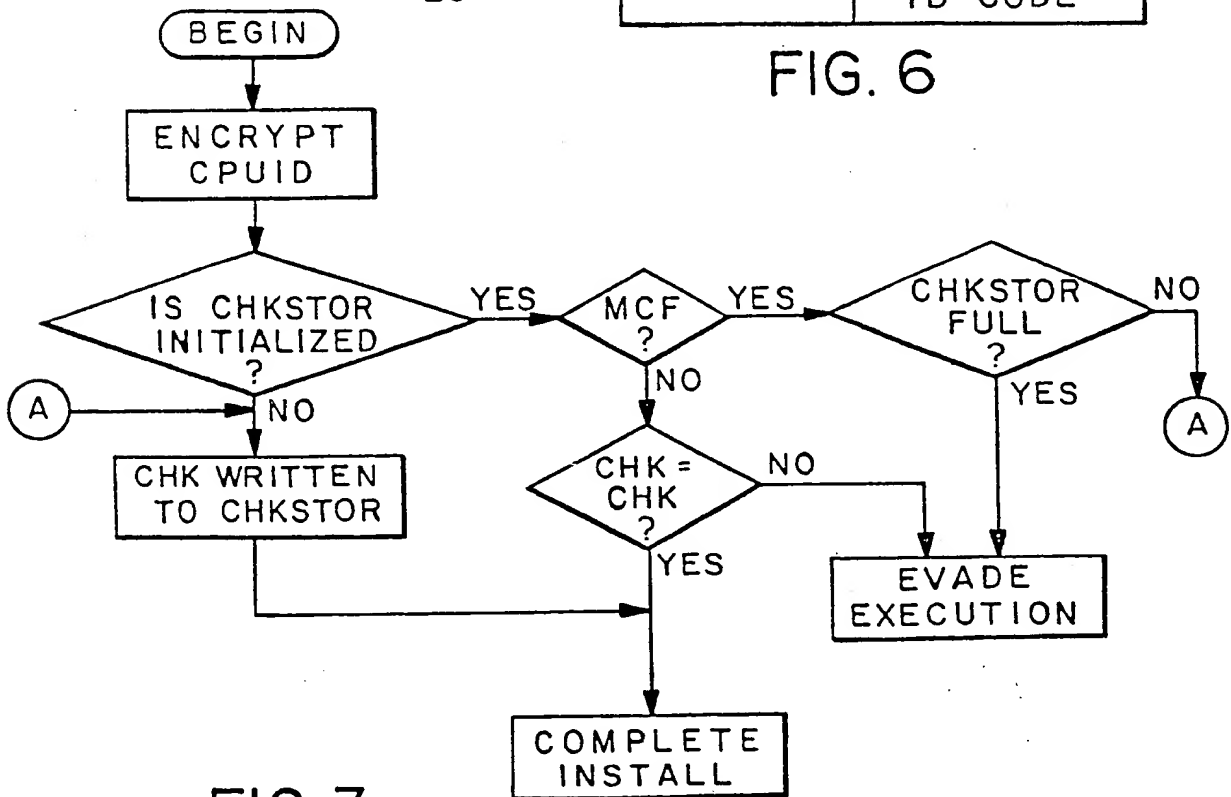 ID CODE
FIG. 6
BEGIN
ENCRYPT
CPUID
IS CHKSTOR
INITIALIZED
?
YES
NO
A
CHK WRITTEN
TO CHKSTOR
MCF
?
YES
NO
CHK =
CHK
?
NO
YES
CHKSTOR
FULL
?
NO
YES
A
EVADE
EXECUTION
COMPLETE
INSTALL
FIG. 7